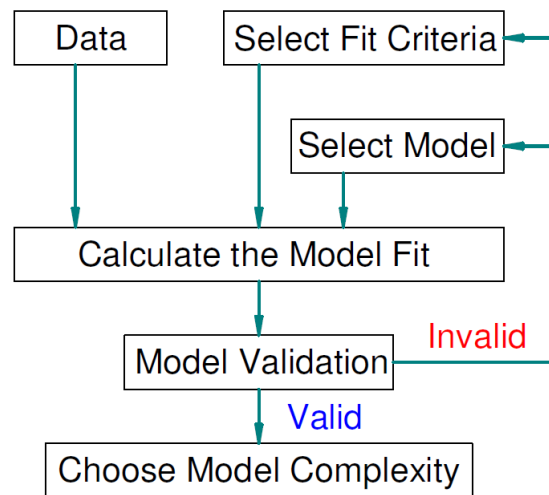 Data
Select Fit Criteria
Select Model
Calculate the Model Fit
Model Validation
Invalid
Valid
Choose Model Complexity